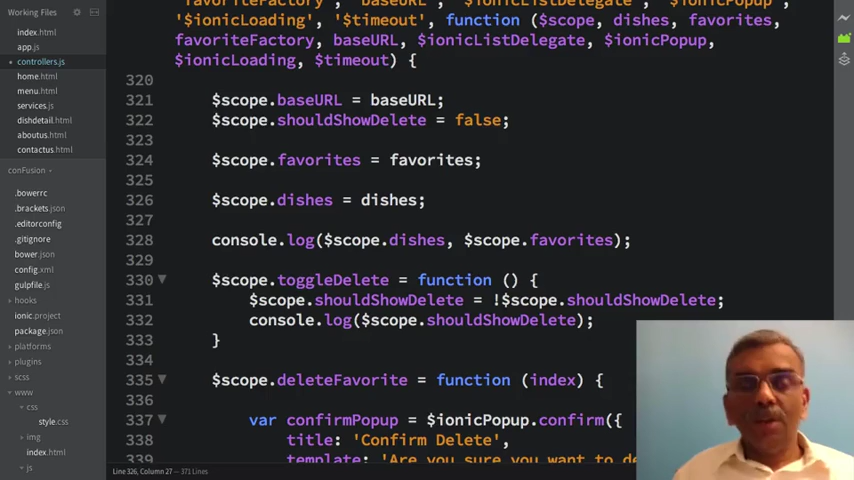 Working Files
index.html
app.js
controllers.js
home.html
menu.html
services.js
dishdetail.html
aboutus.html
contactus.html
conFusion
.bowerrc
.brackets.json
.editorconfig
.gitignore
bower.json
config.xml
gulpfile.js
hooks
ionic.project
package.json
platforms
plugins
scss
www
css
style.css
img
index.html
js
'favoriteFactory', 'baseURL', '$ionicListDelegate', '$ionicPopup',
'$ionicLoading', '$timeout', function ($scope, dishes, favorites,
favoriteFactory, baseURL, $ionicListDelegate, $ionicPopup,
$ionicLoading, $timeout) {
320
321 $scope.baseURL = baseURL;
322 $scope.shouldShowDelete = false;
323
324 $scope.favorites = favorites;
325
326 $scope.dishes = dishes;
327
328 console.log($scope.dishes, $scope.favorites);
329
330 $scope.toggleDelete = function () {
331 $scope.shouldShowDelete = !$scope.shouldShowDelete;
332 console.log($scope.shouldShowDelete);
333 }
334
335 $scope.deleteFavorite = function (index) {
336
337 var confirmPopup = $ionicPopup.confirm({
338 title: 'Confirm Delete',
339 template: 'Are you sure you want to de
Line 326, Column 27 — 371 Lines